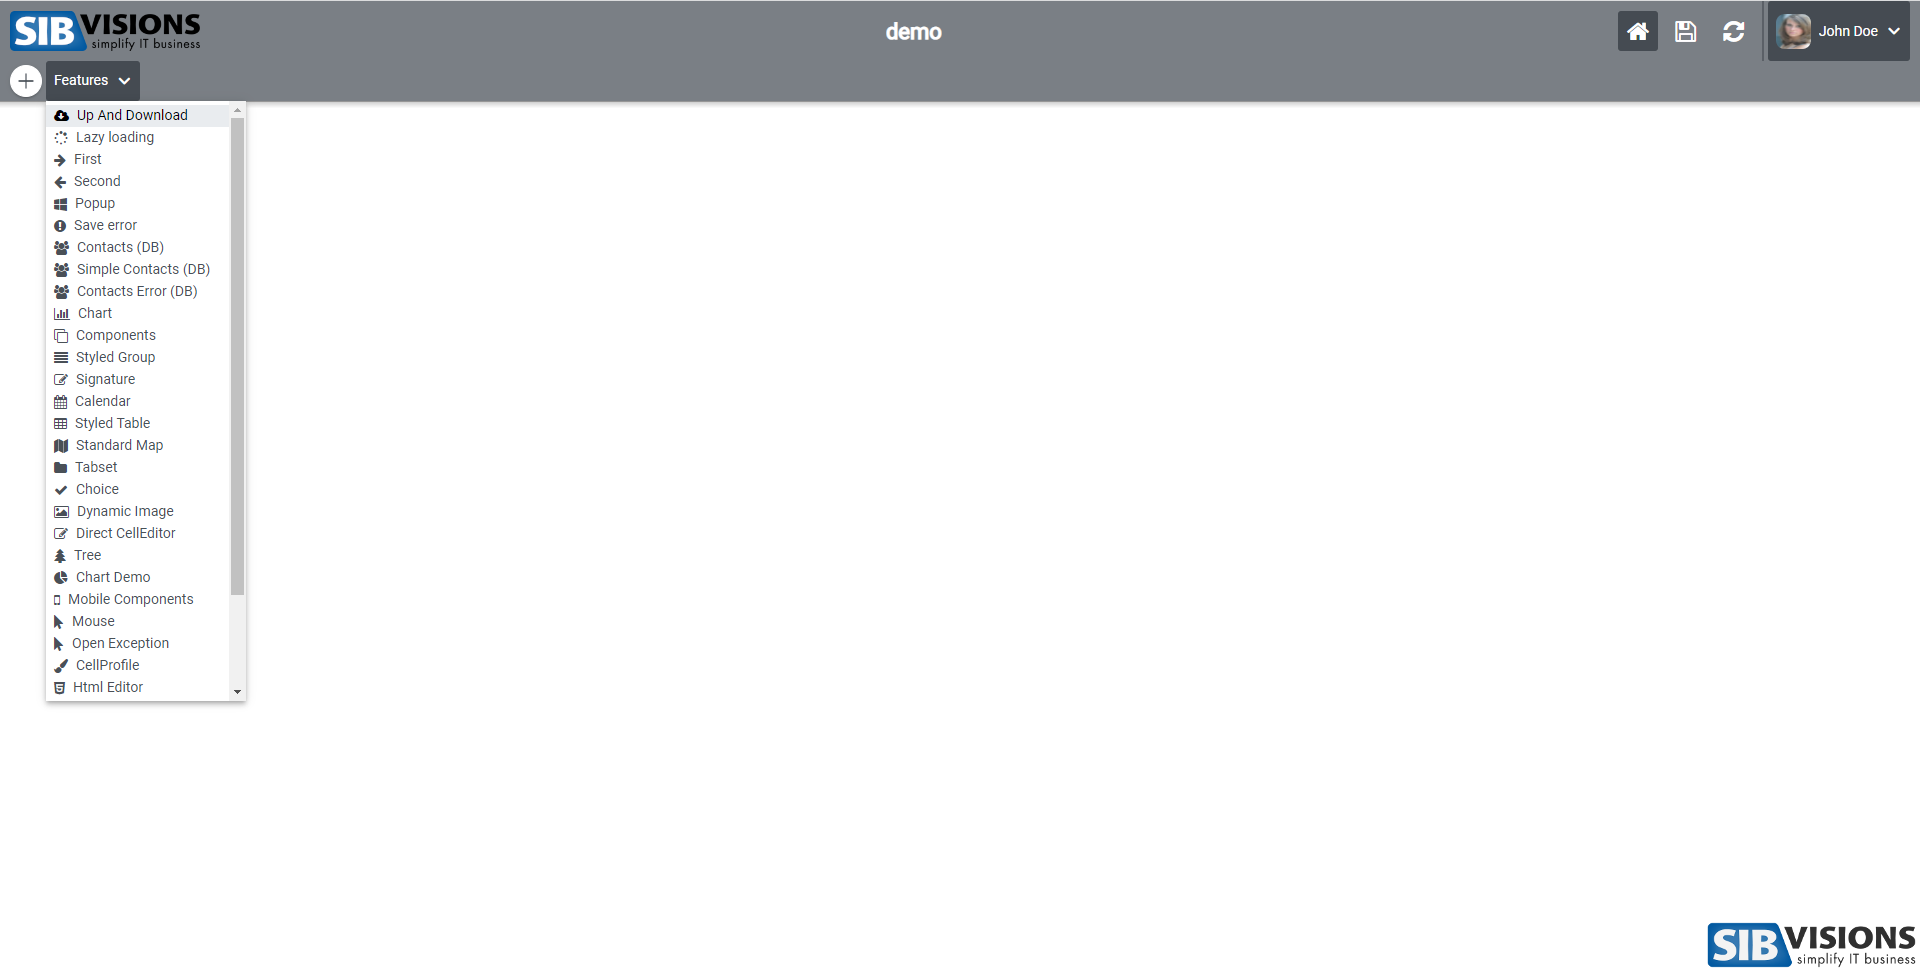 SIBVISIONS
simplify IT business
demo
John Doe
Features
Up And Download
Lazy loading
First
Second
Popup
Save error
Contacts (DB)
Simple Contacts (DB)
Contacts Error (DB)
Chart
Components
Styled Group
Signature
Calendar
Styled Table
Standard Map
Tabset
Choice
Dynamic Image
Direct CellEditor
Tree
Chart Demo
Mobile Components
Mouse
Open Exception
CellProfile
Html Editor
SIBVISIONS
simplify IT business